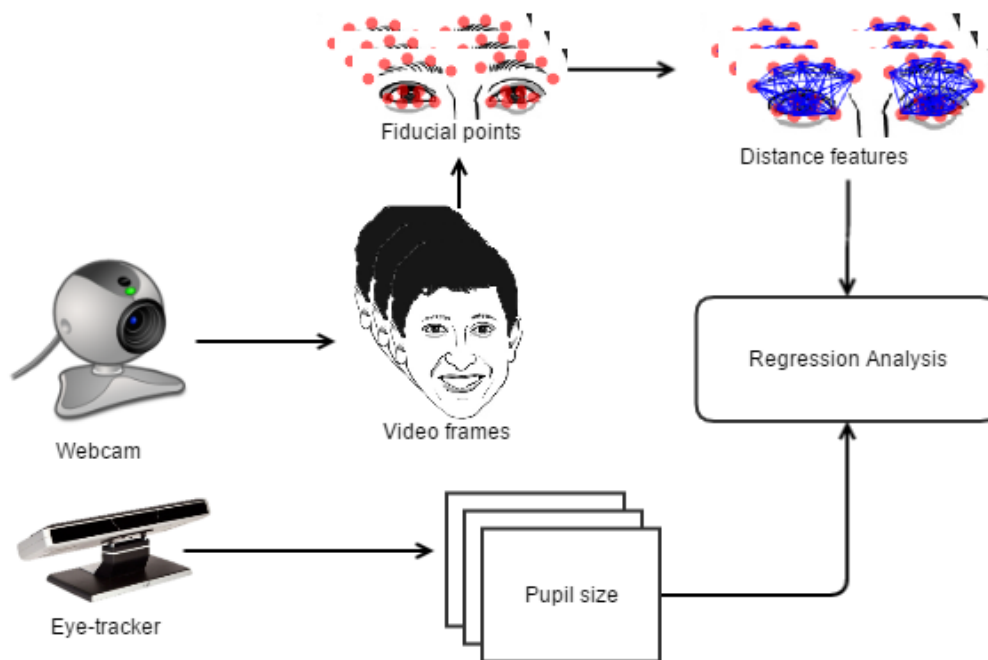 Fiducial points
Distance features
Regression Analysis
Webcam
Video frames
Eye-tracker
Pupil size